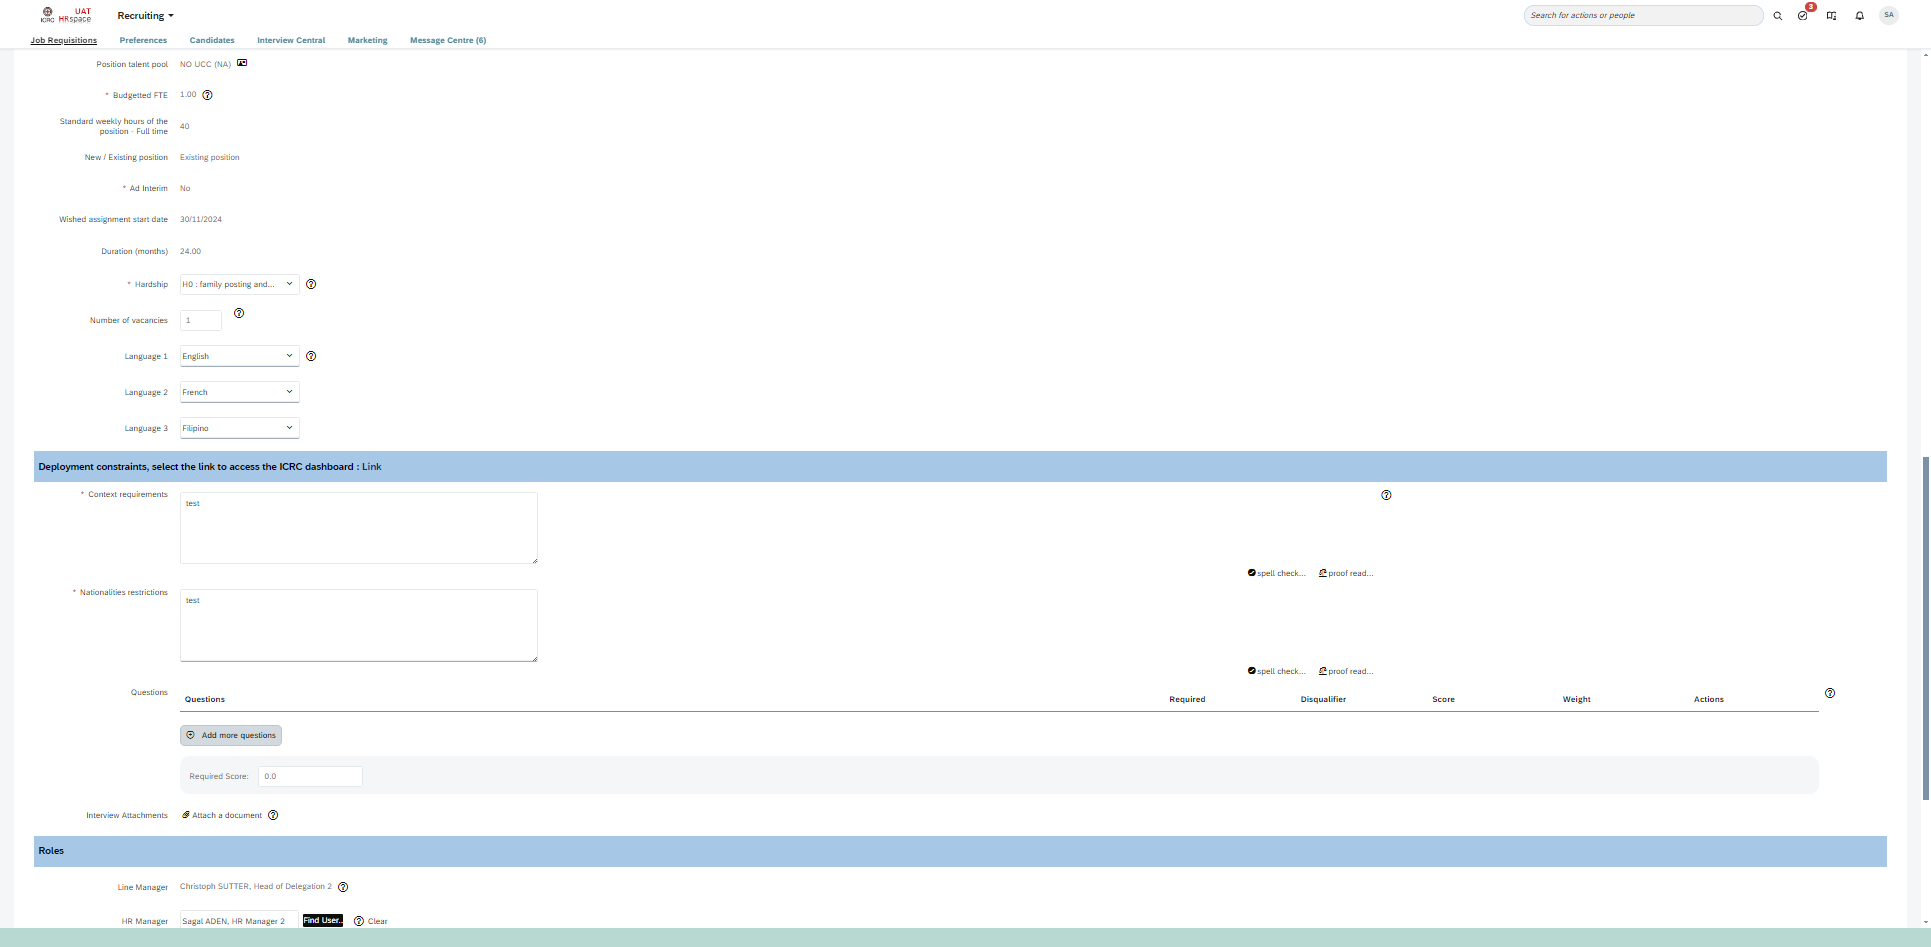 ICRC
UAT
HRspace
Recruiting
Search for actions or people
3
SA
Job Requisitions
Preferences
Candidates
Interview Central
Marketing
Message Centre (6)
Position talent pool NO UCC (NA)
* Budgetted FTE 1.00
Standard weekly hours of the
position - Full time
40
New / Existing position Existing position
* Ad Interim No
Wished assignment start date 30/11/2024
Duration (months) 24.00
* Hardship H0 : family posting and...
Number of vacancies 1
Language 1 English
Language 2 French
Language 3 Filipino
Deployment constraints, select the link to access the ICRC dashboard : Link
* Context requirements test
spell check... proof read...
* Nationalities restrictions test
spell check... proof read...
Questions
Questions Required Disqualifier Score Weight Actions
Add more questions
Required Score: 0.0
Interview Attachments Attach a document
Roles
Line Manager Christoph SUTTER, Head of Delegation 2
HR Manager Sagal ADEN, HR Manager 2 Find User.. Clear